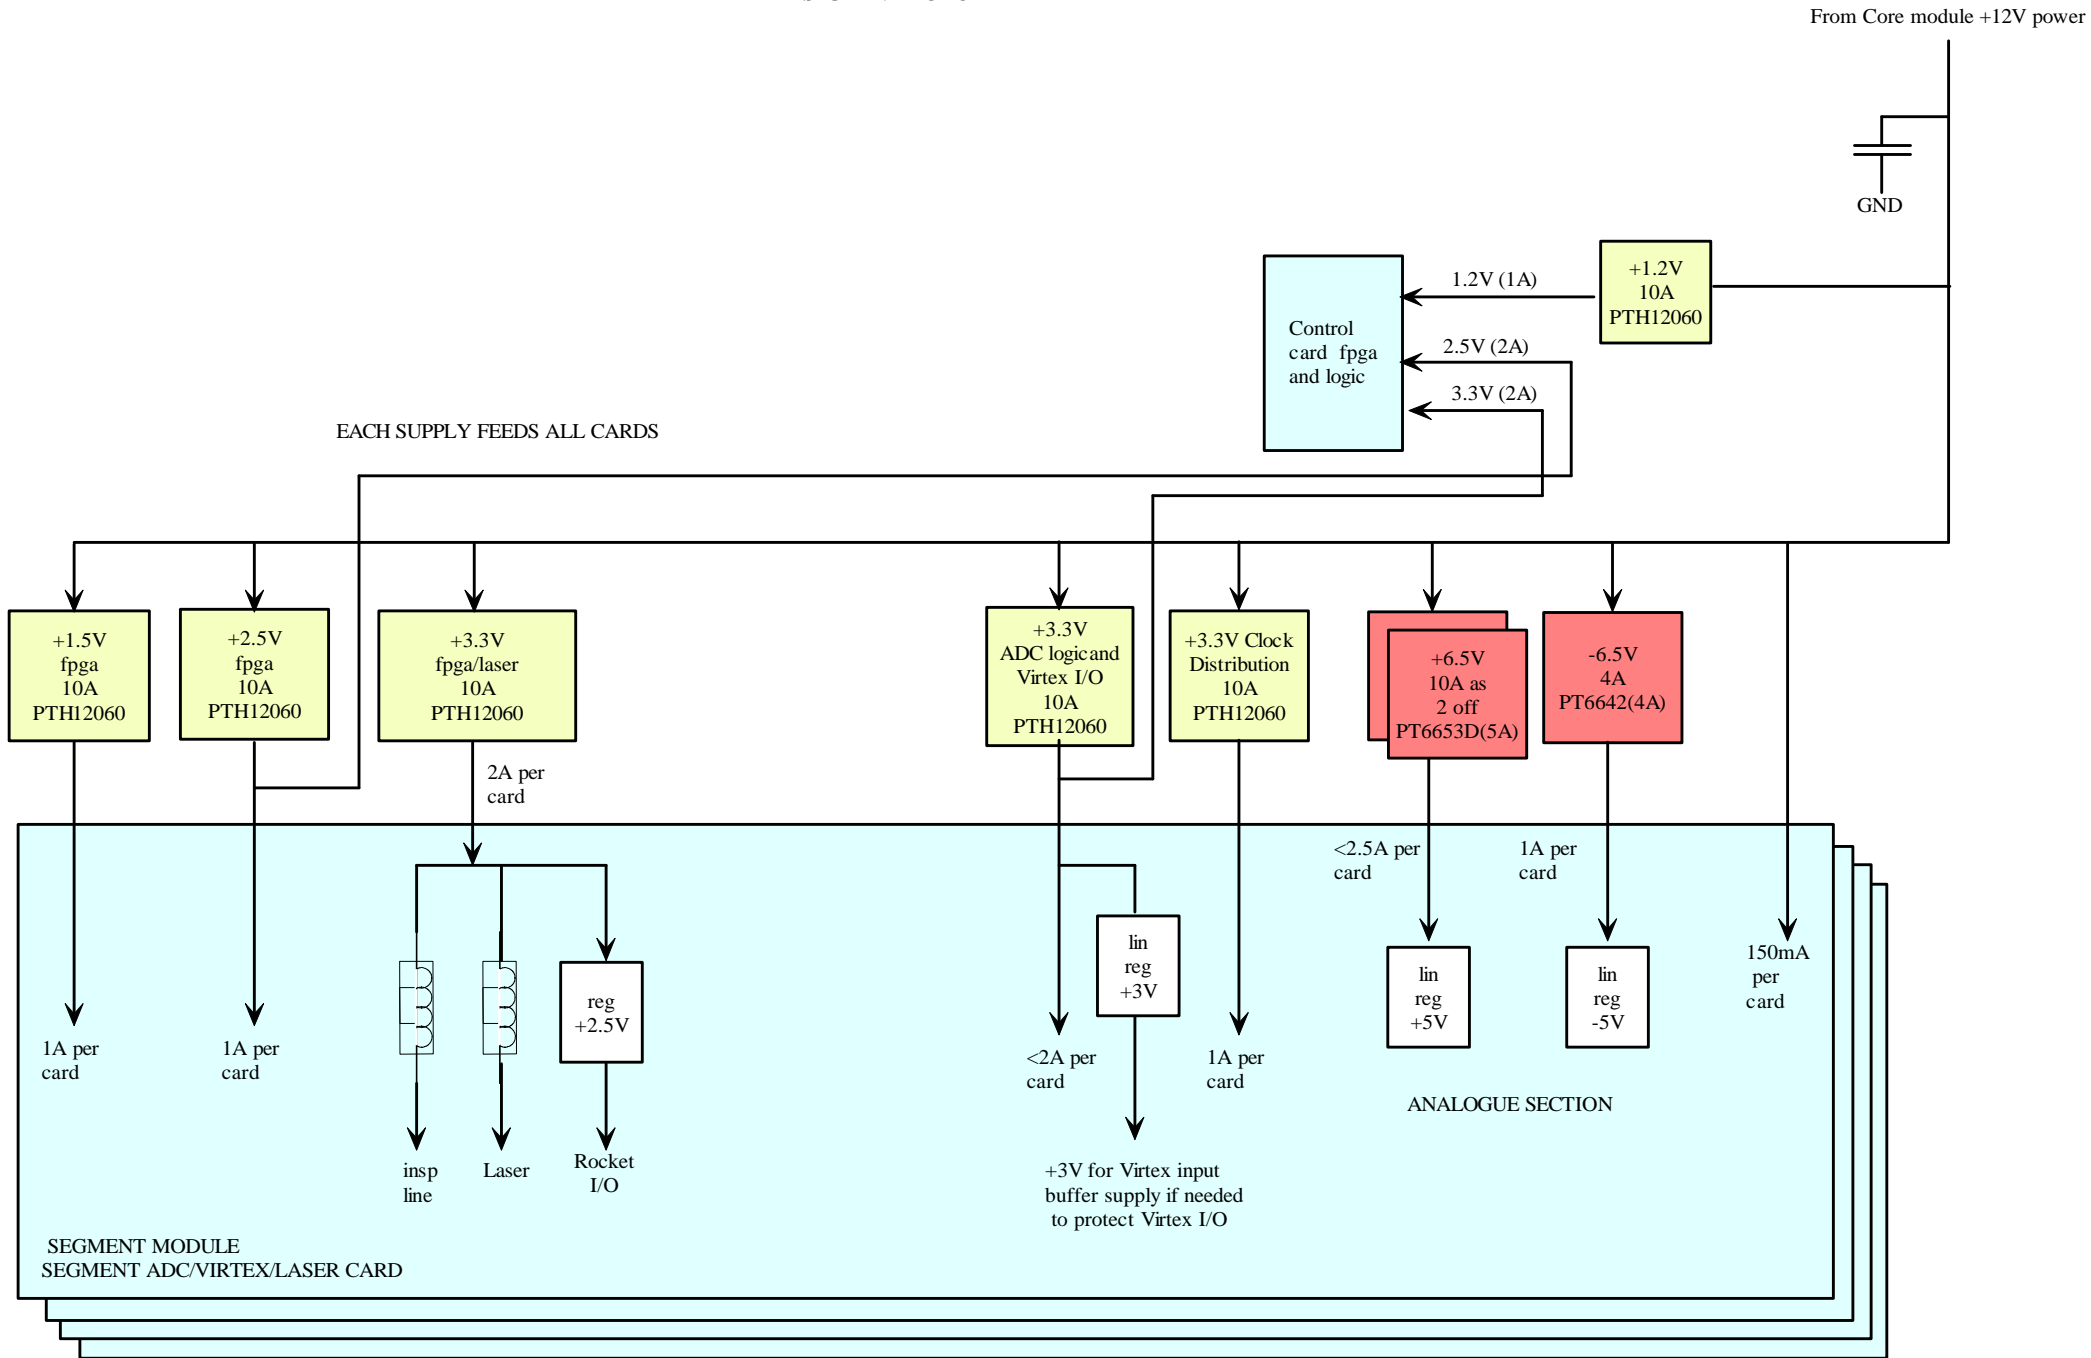 From Core module +12V power
GND
+1.2V
10A
PTH12060
1.2V (1A)
2.5V (2A)
3.3V (2A)
Control
card fpga
and logic
EACH SUPPLY FEEDS ALL CARDS
+1.5V
fpga
10A
PTH12060
+2.5V
fpga
10A
PTH12060
+3.3V
fpga/laser
10A
PTH12060
+3.3V
ADC logicand
Virtex I/O
10A
PTH12060
+3.3V Clock
Distribution
10A
PTH12060
+6.5V
10A as
2 off
PT6653D(5A)
-6.5V
4A
PT6642(4A)
2A per
card
<2.5A per
card
1A per
card
lin
reg
+3V
reg
+2.5V
lin
reg
+5V
lin
reg
-5V
150mA
per
card
1A per
card
1A per
card
<2A per
card
1A per
card
ANALOGUE SECTION
insp
line
Laser
Rocket
I/O
+3V for Virtex input
buffer supply if needed
to protect Virtex I/O
SEGMENT MODULE
SEGMENT ADC/VIRTEX/LASER CARD